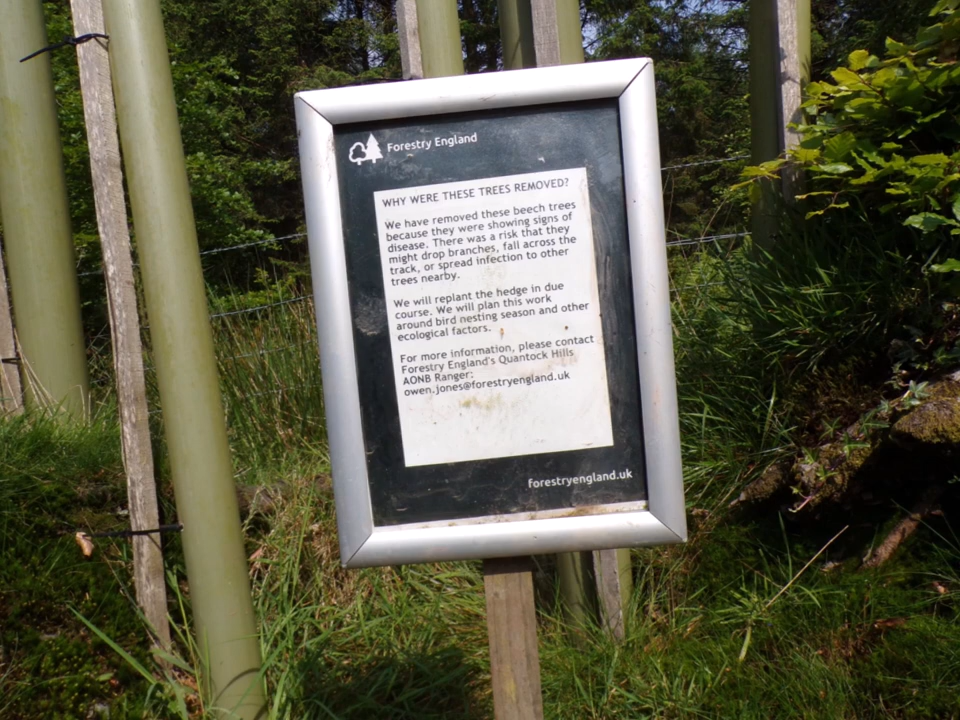 Forestry England
WHY WERE THESE TREES REMOVED?
We have removed these beech trees
because they were showing signs of
disease. There was a risk that they
might drop branches, fall across the
track, or spread infection to other
trees nearby.
We will replant the hedge in due
course. We will plan this work
around bird nesting season and other
ecological factors.
For more information, please contact
Forestry England's Quantock Hills
AONB Ranger:
owen.jones@forestryengland.uk
forestryengland.uk